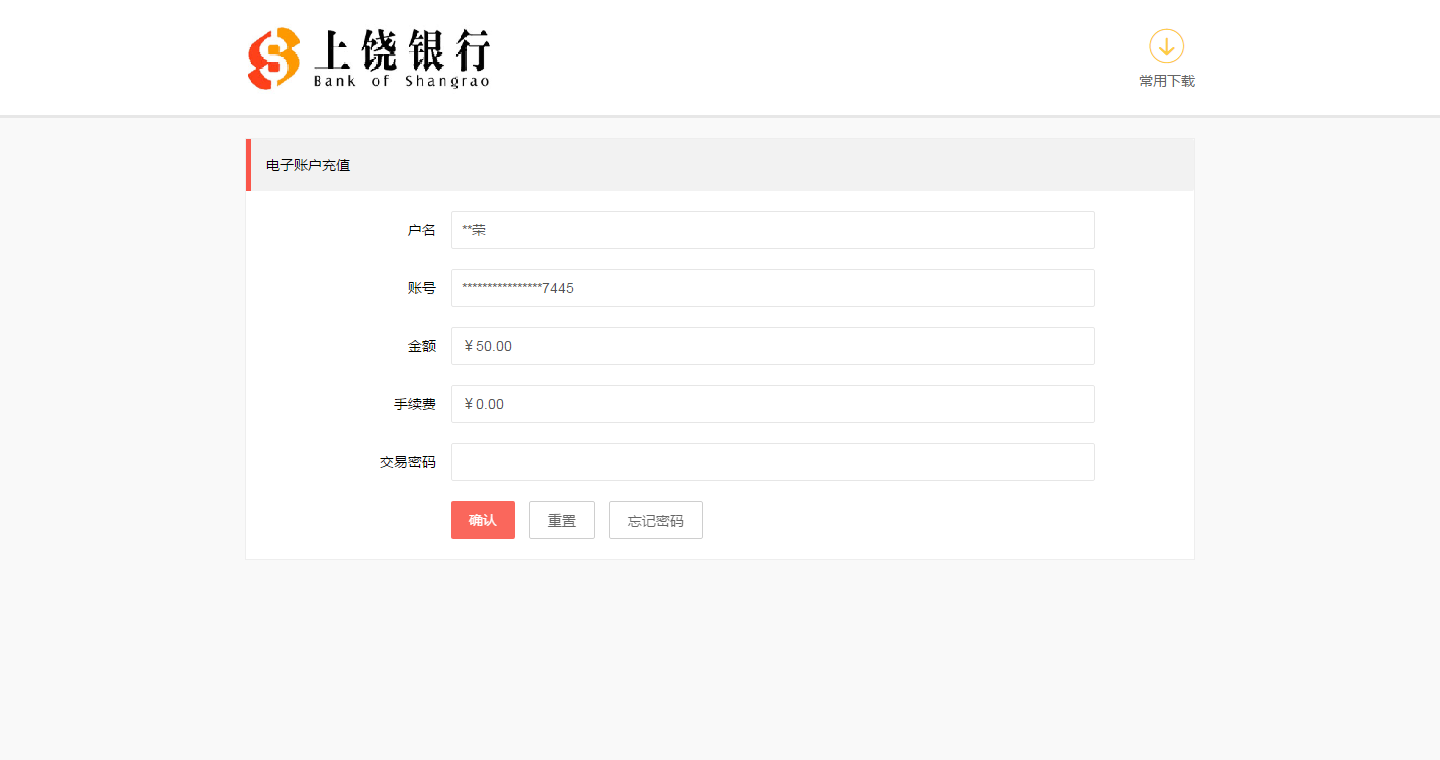 上饶银行
Bank of Shangrao
常用下载
电子账户充值
户名 **荣
账号 ****************7445
金额 ￥50.00
手续费 ￥0.00
交易密码
确认 重置 忘记密码